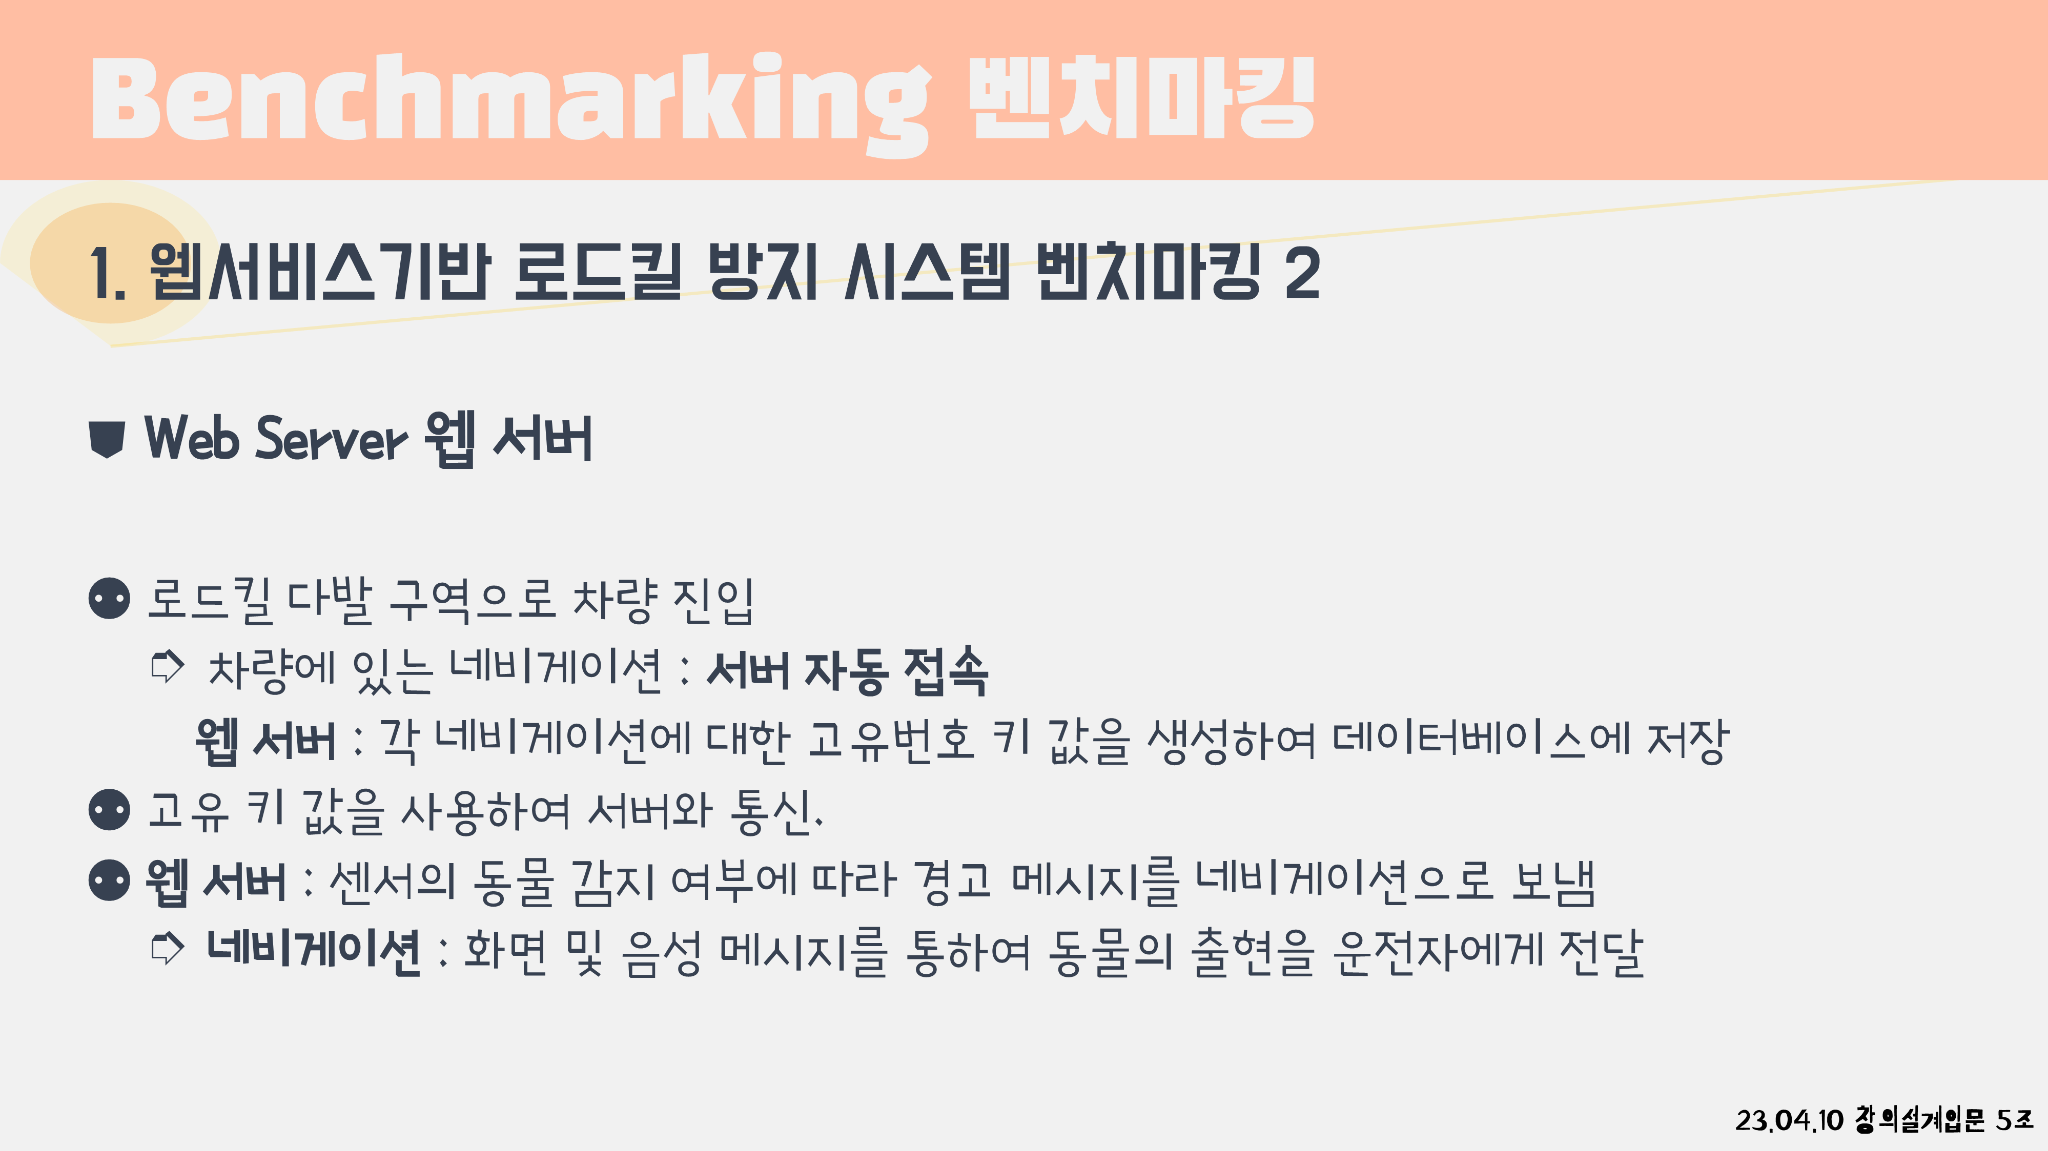 Benchmarking 벤치마킹
1. 웹서비스기반 로드킬 방지 시스템 벤치마킹 2
Web Server 웹 서버
로드킬 다발 구역으로 차량 진입
차량에 있는 네비게이션 : 서버 자동 접속
웹 서버 : 각 네비게이션에 대한 고유번호 키 값을 생성하여 데이터베이스에 저장
고유 키 값을 사용하여 서버와 통신.
웹 서버 : 센서의 동물 감지 여부에 따라 경고 메시지를 네비게이션으로 보냄
네비게이션 : 화면 및 음성 메시지를 통하여 동물의 출현을 운전자에게 전달
23.04.10 창의설계입문 5조